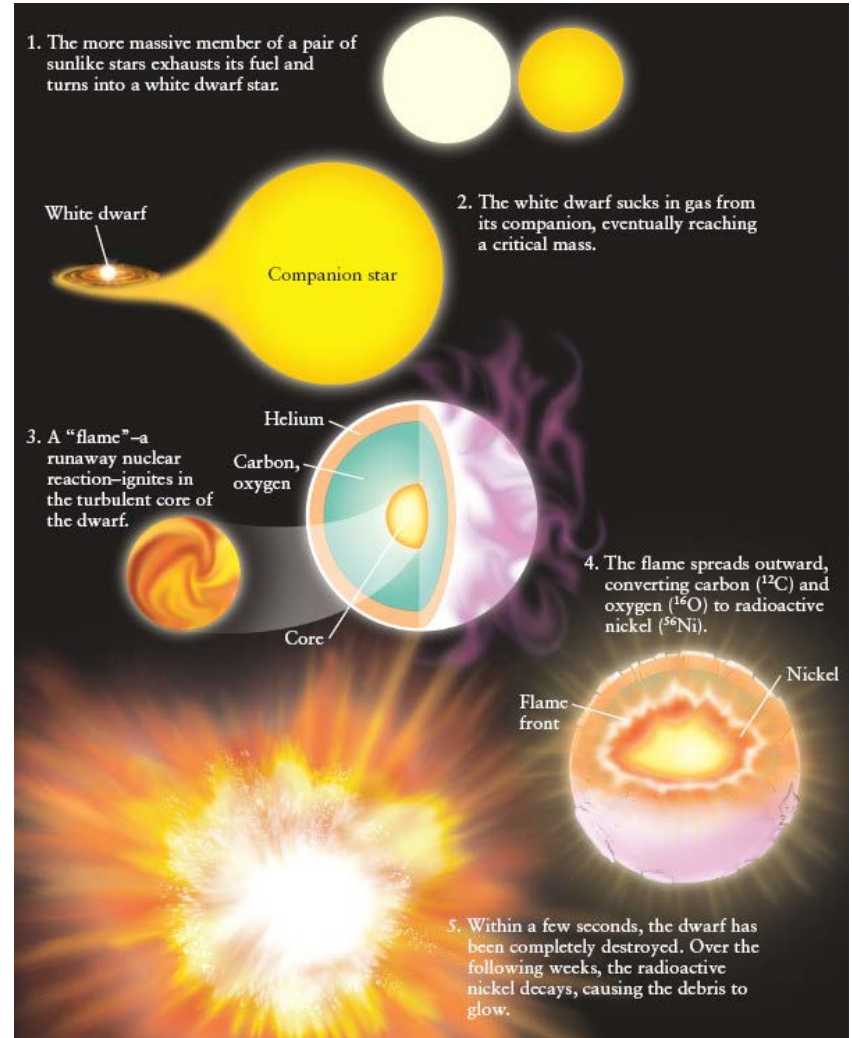 1. The more massive member of a pair of
sunlike stars exhausts its fuel and
turns into a white dwarf star.
White dwarf
Companion star
2. The white dwarf sucks in gas from
its companion, eventually reaching
a critical mass.
3. A “flame”–a
runaway nuclear
reaction–ignites in
the turbulent core of
the dwarf.
Helium
Carbon,
oxygen
Core
4. The flame spreads outward,
converting carbon (¹²C) and
oxygen (¹⁶O) to radioactive
nickel (⁵⁶Ni).
Flame
front
Nickel
5. Within a few seconds, the dwarf has
been completely destroyed. Over the
following weeks, the radioactive
nickel decays, causing the debris to
glow.